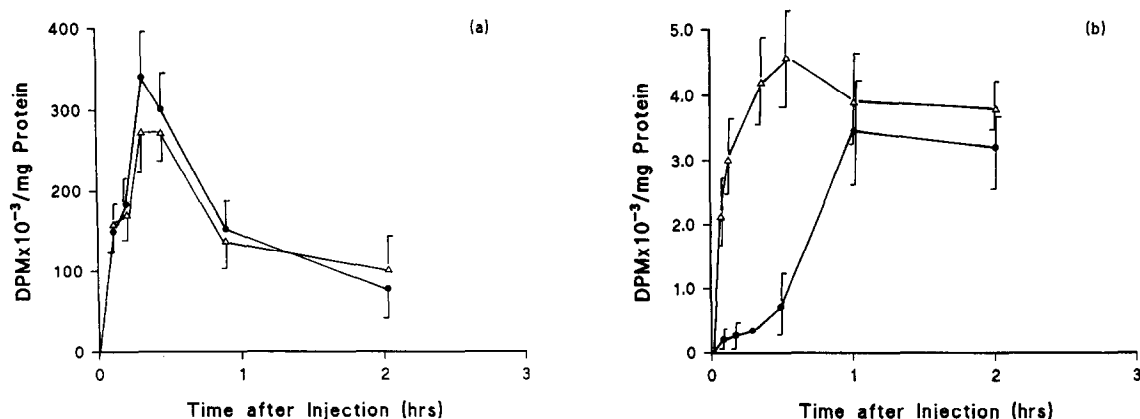 (a)
DPMx10⁻³/mg Protein
400
300
200
100
0
0 1 2 3
Time after Injection (hrs)
(b)
DPMx10⁻³/mg Protein
5.0
4.0
3.0
2.0
1.0
0
0 1 2 3
Time after Injection (hrs)